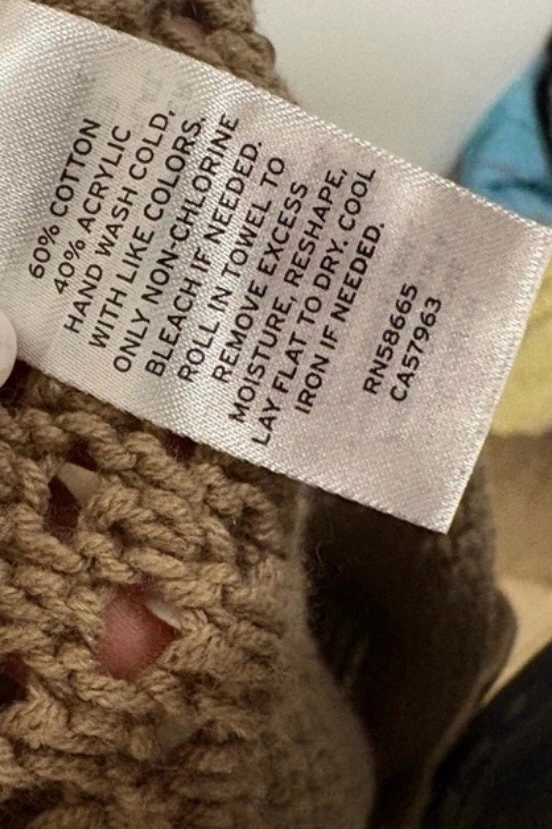 60% COTTON
40% ACRYLIC
HAND WASH COLD,
WITH LIKE COLORS.
ONLY NON-CHLORINE
BLEACH IF NEEDED.
ROLL IN TOWEL TO
REMOVE EXCESS
MOISTURE, RESHAPE,
LAY FLAT TO DRY. COOL
IRON IF NEEDED.
RN58665
CA57963